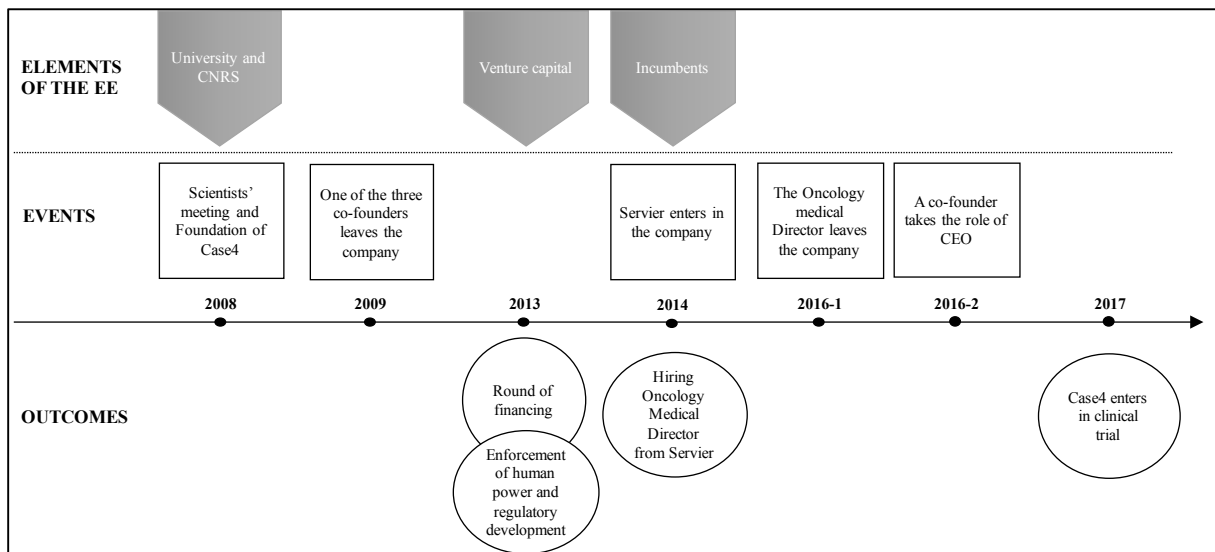 ELEMENTS
OF THE EE
University and
CNRS
Venture capital
Incumbents
EVENTS
Scientists’
meeting and
Foundation of
Case4
One of the three
co-founders
leaves the
company
Servier enters in
the company
The Oncology
medical
Director leaves
the company
A co-founder
takes the role of
CEO
2008
2009
2013
2014
2016-1
2016-2
2017
OUTCOMES
Round of
financing
Enforcement
of human
power and
regulatory
development
Hiring
Oncology
Medical
Director
from Servier
Case4 enters
in clinical
trial